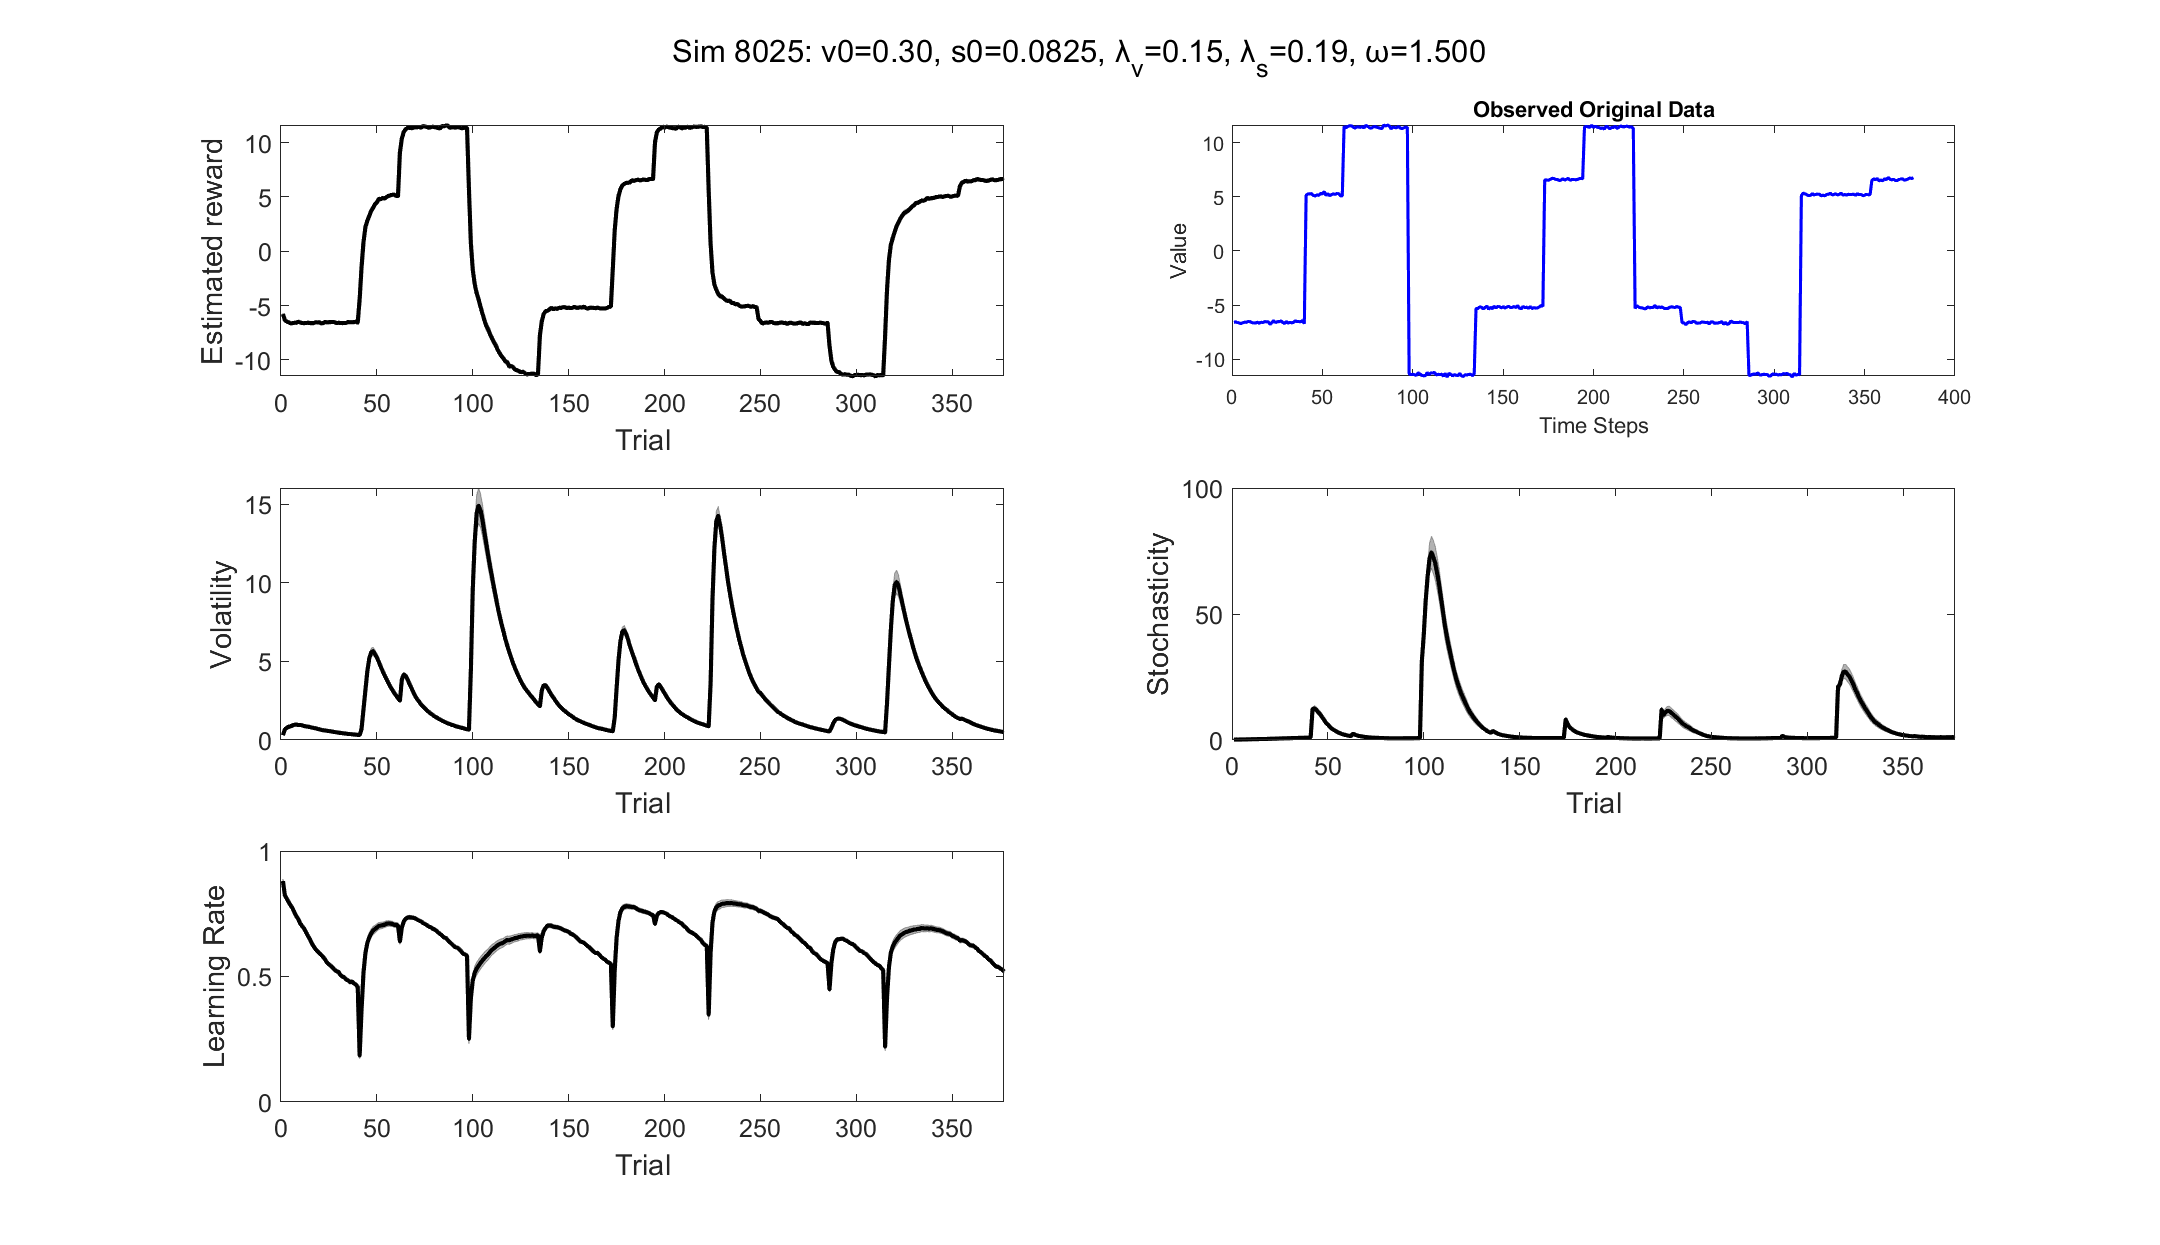 Sim 8025: v0=0.30, s0=0.0825, λv=0.15, λs=0.19, ω=1.500
Estimated reward
10
5
0
-5
-10
0 50 100 150 200 250 300 350
Trial
Observed Original Data
Value
10
5
0
-5
-10
0 50 100 150 200 250 300 350 400
Time Steps
Volatility
15
10
5
0
0 50 100 150 200 250 300 350
Trial
Stochasticity
100
50
0
0 50 100 150 200 250 300 350
Trial
Learning Rate
1
0.5
0
0 50 100 150 200 250 300 350
Trial